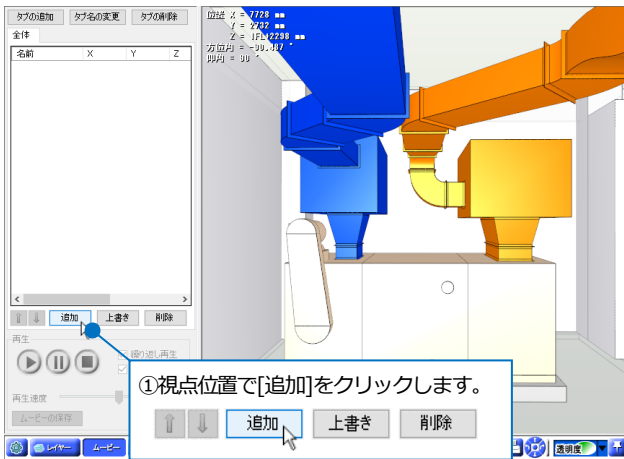 タブの追加 タブ名の変更 タブの削除
全体
名前 X Y Z
位置 X = 7728 mm
Y = 2732 mm
Z = 1FL+2298 mm
方位角 = -90.487 °
追加 上書き 削除
再生
繰り返し再生
再生速度
ムービーの保存
①視点位置で[追加]をクリックします。
追加 上書き 削除
レイヤー ムービー 透明度